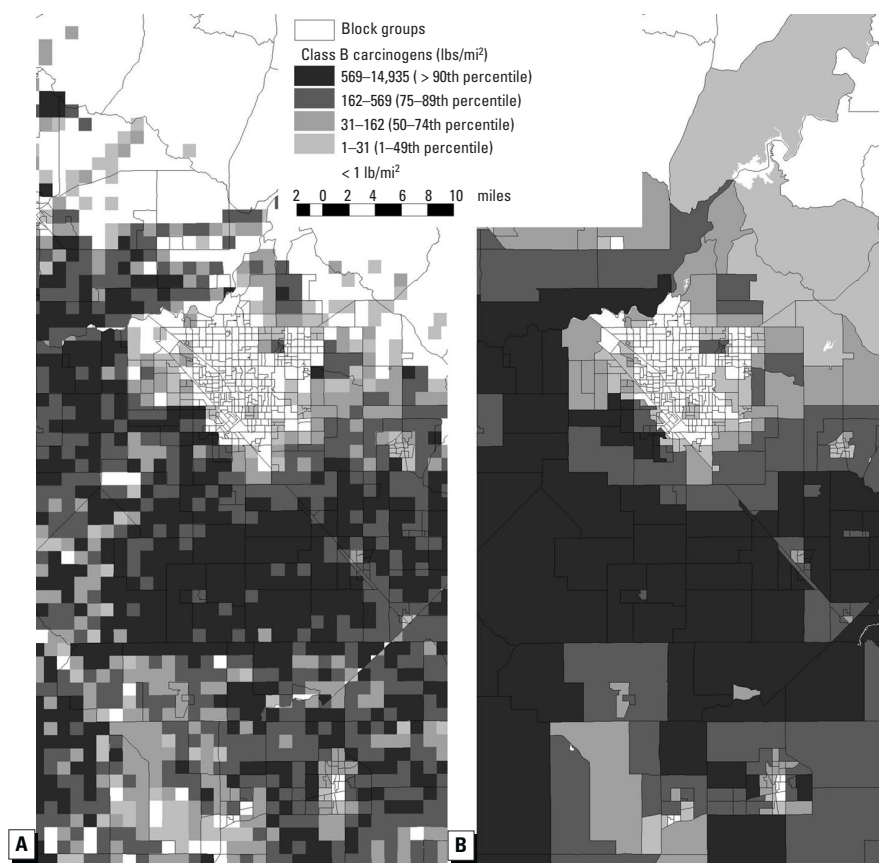 Block groups
Class B carcinogens (lbs/mi²)
569–14,935 ( > 90th percentile)
162–569 (75–89th percentile)
31–162 (50–74th percentile)
1–31 (1–49th percentile)
< 1 lb/mi²
2 0 2 4 6 8 10 miles
A
B